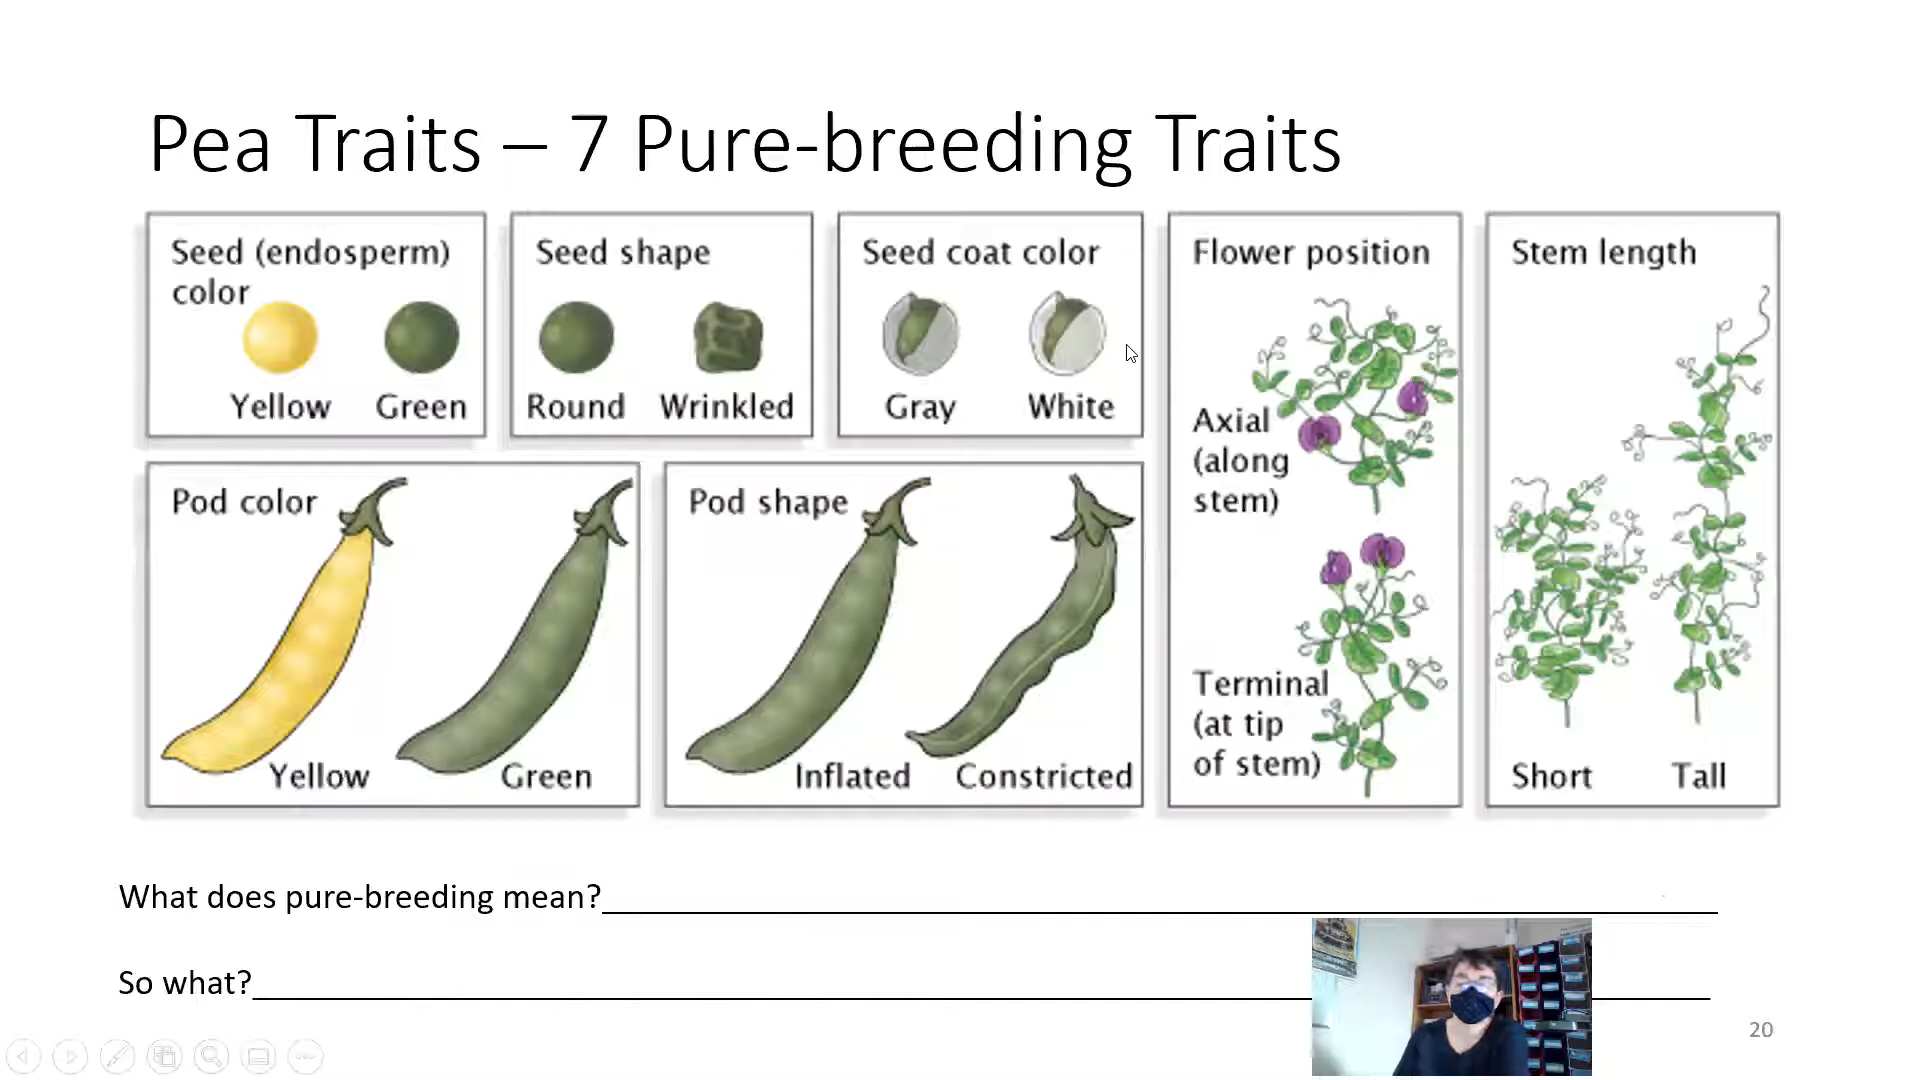 Pea Traits – 7 Pure-breeding Traits
Seed (endosperm)
color
Yellow Green
Seed shape
Round Wrinkled
Seed coat color
Gray White
Flower position
Axial
(along
stem)
Terminal
(at tip
of stem)
Stem length
Short Tall
Pod color
Yellow Green
Pod shape
Inflated Constricted
What does pure-breeding mean?
So what?
20